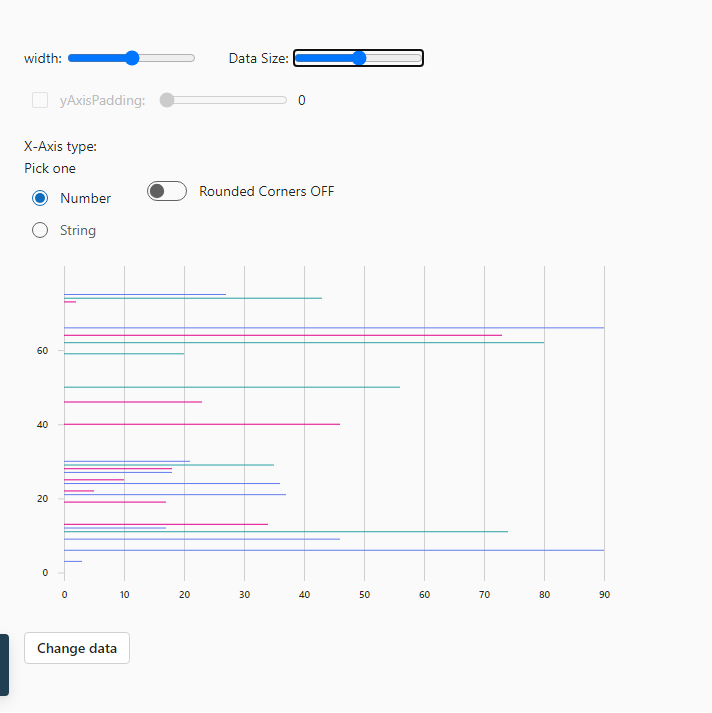 width: Data Size:
yAxisPadding: 0
X-Axis type:
Pick one
Number Rounded Corners OFF
String
60
40
20
0
0 10 20 30 40 50 60 70 80 90
Change data